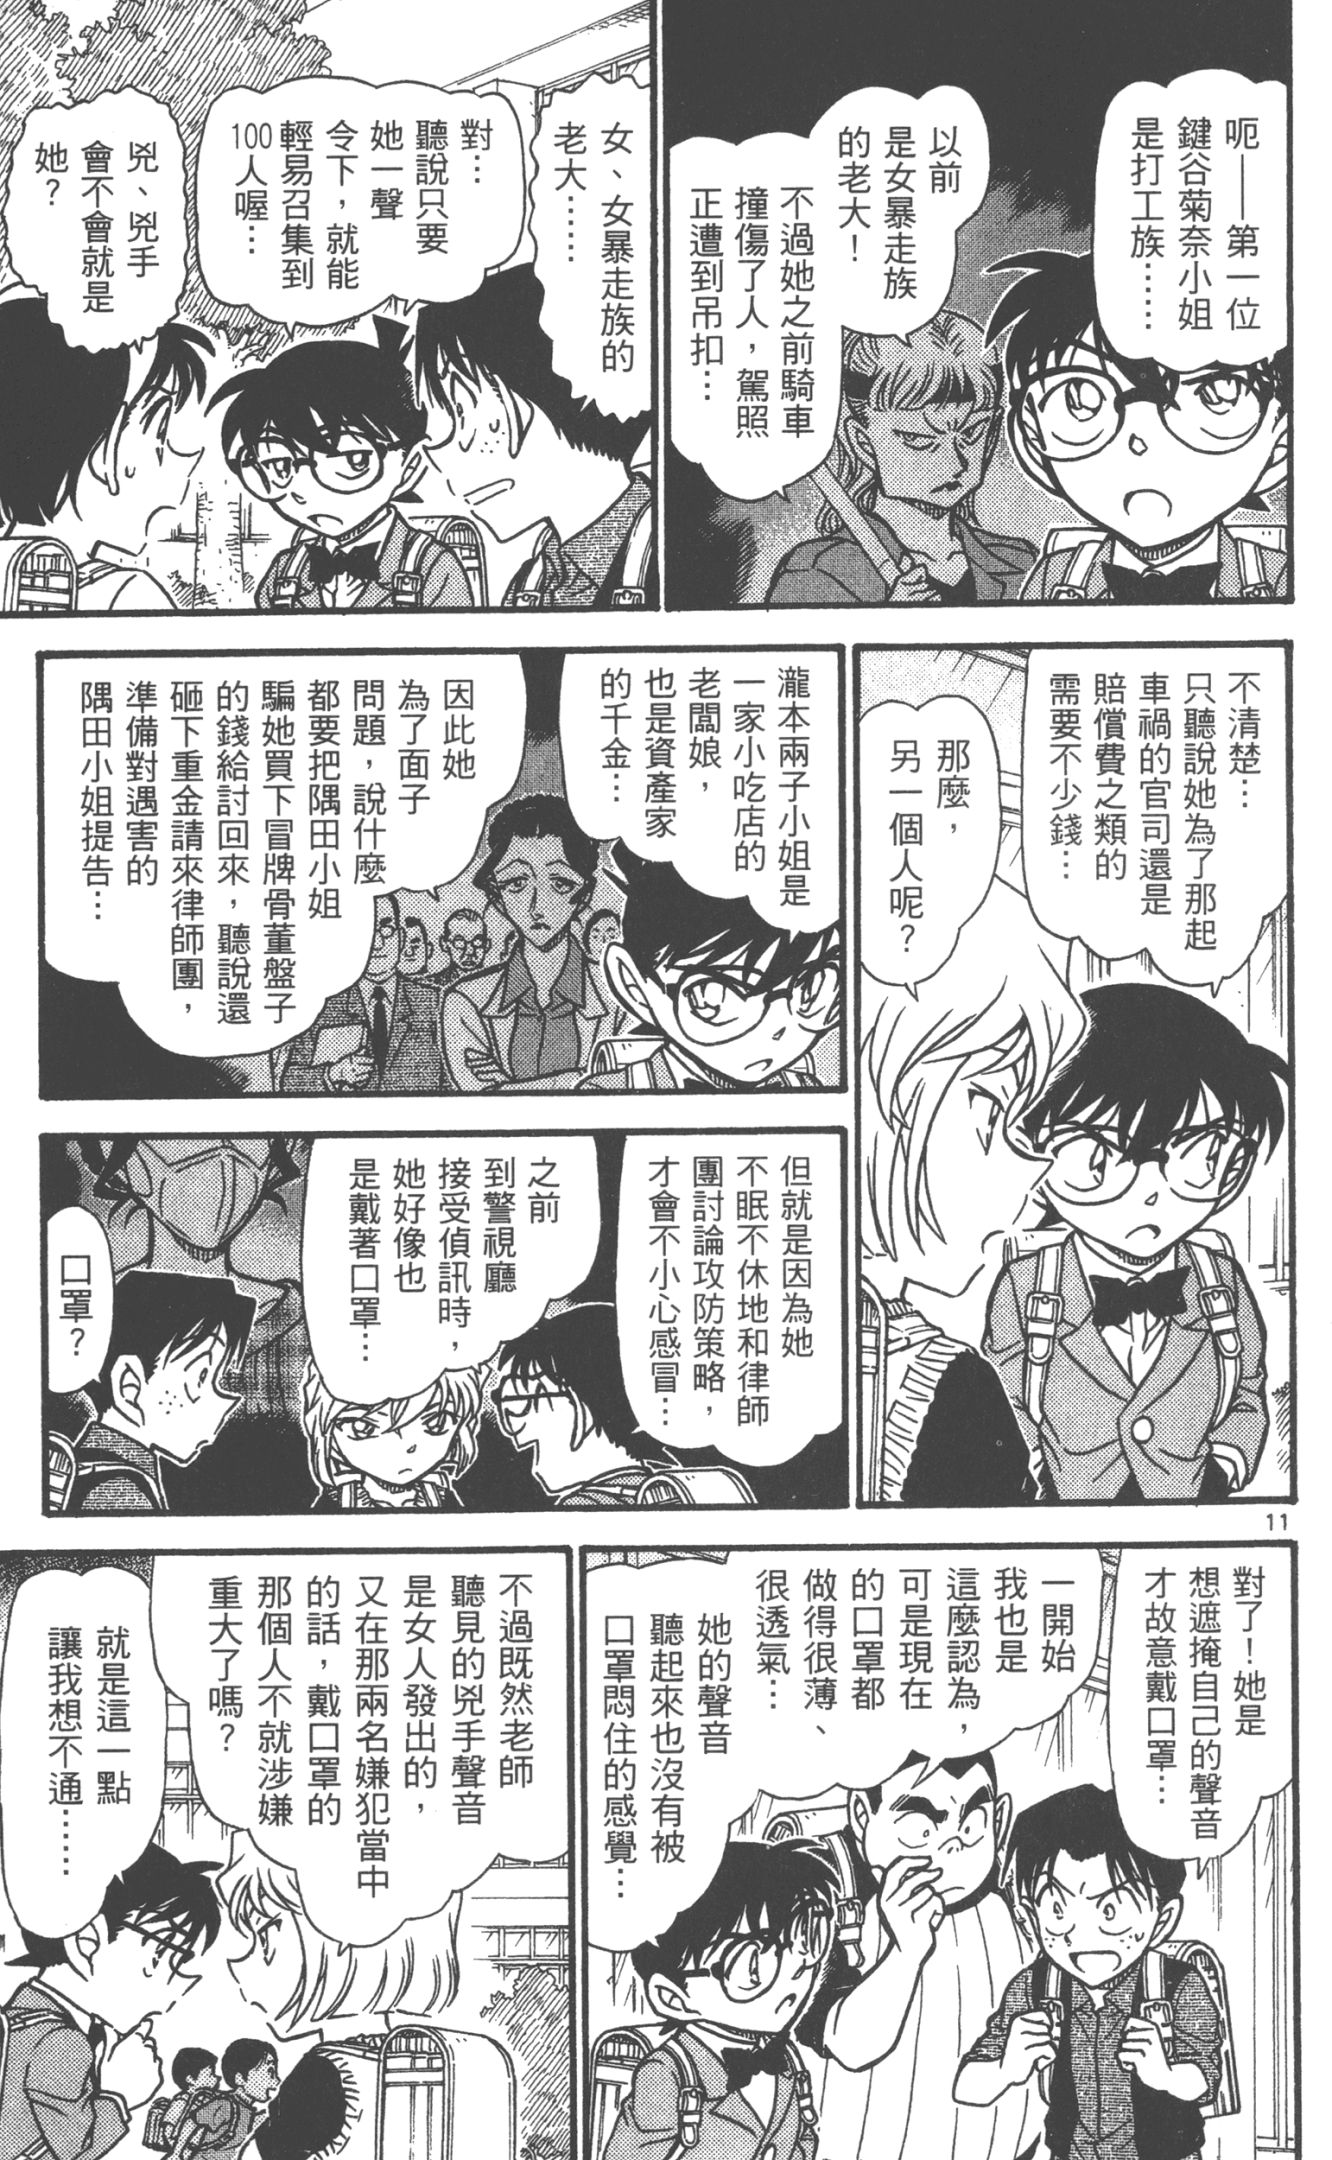 呃——第一位
鍵谷菊奈小姐
是打工族……
以前
是女暴走族
的老大！
不過她之前騎車
撞傷了人，駕照
正遭到吊扣…
女、女暴走族的
老大……
對…
聽說只要
她一聲
令下，就能
輕易召集到
100人喔…
兇、兇手
會不會就是
她？
不清楚…
只聽說她為了那起
車禍的官司還是
賠償費之類的
需要不少錢…
那麼，
另一個人呢？
瀧本兩子小姐是
一家小吃店的
老闆娘，
也是資產家
的千金…
因此她
為了面子
問題，說什麼
都要把隅田小姐
騙她買下冒牌骨董盤子
的錢給討回來，聽說還
砸下重金請來律師團，
準備對遇害的
隅田小姐提告…
但就是因為她
不眠不休地和律師
團討論攻防策略，
才會不小心感冒…
之前
到警視廳
接受偵訊時，
她好像也
是戴著口罩…
口罩？
11
對了！她是
想遮掩自己的聲音
才故意戴口罩…
一開始
我也是
這麼認為，
可是現在
的口罩都
做得很薄、
很透氣…
她的聲音
聽起來也沒有被
口罩悶住的感覺…
不過既然老師
聽見的兇手聲音
是女人發出的，
又在那兩名嫌犯當中
的話，戴口罩的
那個人不就涉嫌
重大了嗎？
就是這一點
讓我想不通……